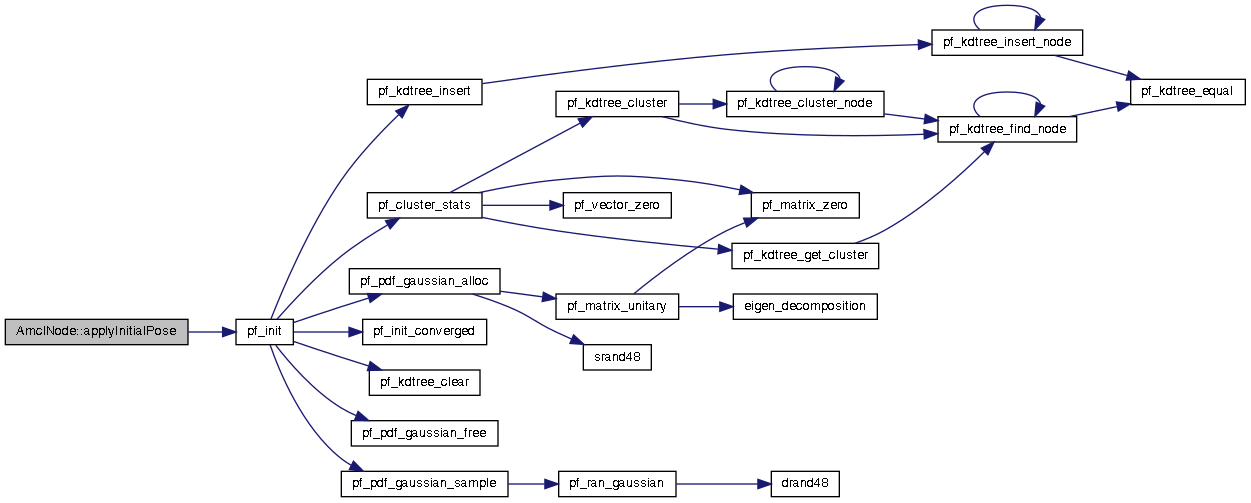 pf_kdtree_insert_node
pf_kdtree_insert
pf_kdtree_equal
pf_kdtree_cluster
pf_kdtree_cluster_node
pf_kdtree_find_node
pf_cluster_stats
pf_vector_zero
pf_matrix_zero
pf_kdtree_get_cluster
pf_pdf_gaussian_alloc
pf_matrix_unitary
eigen_decomposition
AmclNode::applyInitialPose
pf_init
pf_init_converged
srand48
pf_kdtree_clear
pf_pdf_gaussian_free
pf_pdf_gaussian_sample
pf_ran_gaussian
drand48